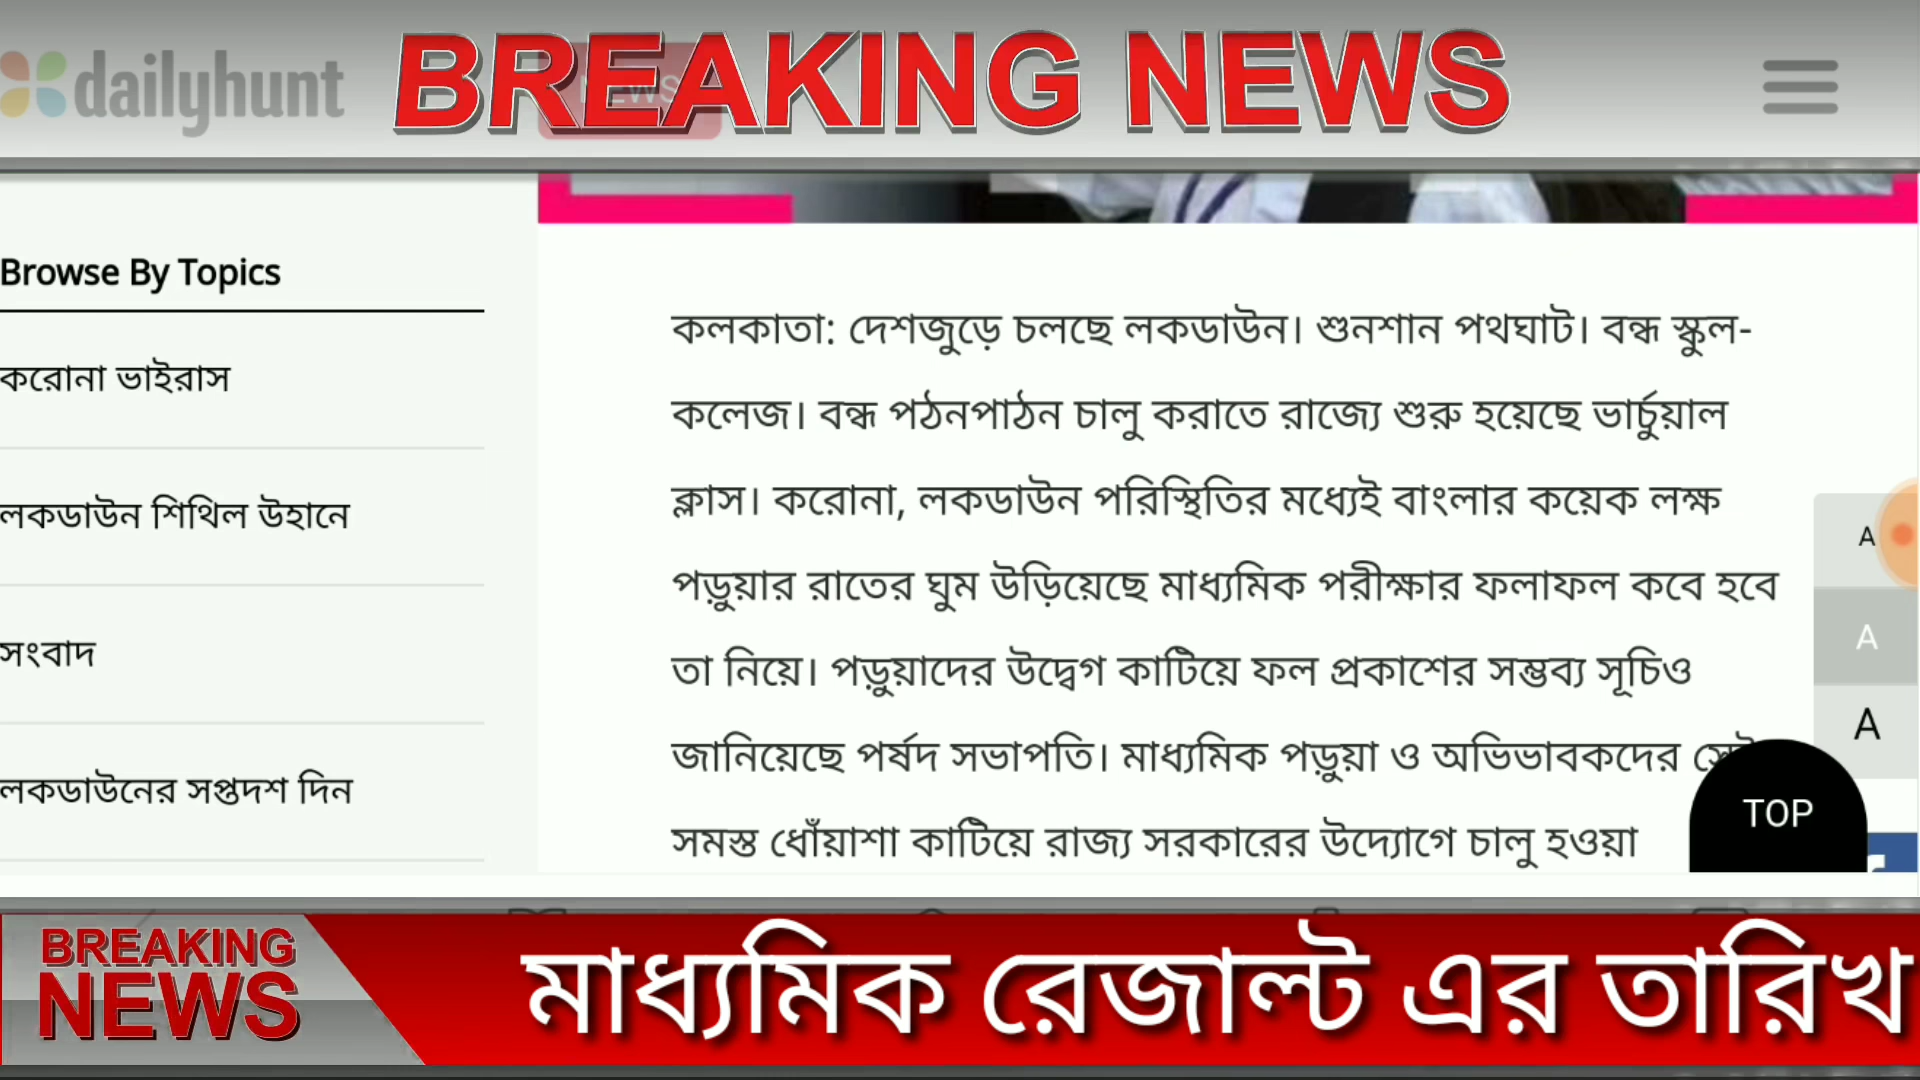 dailyhunt
BREAKING NEWS
NEWS
Browse By Topics
করোনা ভাইরাস
লকডাউন শিথিল উহানে
সংবাদ
লকডাউনের সপ্তদশ দিন
কলকাতা: দেশজুড়ে চলছে লকডাউন। শুনশান পথঘাট। বন্ধ স্কুল-
কলেজ। বন্ধ পঠনপাঠন চালু করাতে রাজ্যে শুরু হয়েছে ভার্চুয়াল
ক্লাস। করোনা, লকডাউন পরিস্থিতির মধ্যেই বাংলার কয়েক লক্ষ
পড়ুয়ার রাতের ঘুম উড়িয়েছে মাধ্যমিক পরীক্ষার ফলাফল কবে হবে
তা নিয়ে। পড়ুয়াদের উদ্বেগ কাটিয়ে ফল প্রকাশের সম্ভব্য সূচিও
জানিয়েছে পর্ষদ সভাপতি। মাধ্যমিক পড়ুয়া ও অভিভাবকদের
সমস্ত ধোঁয়াশা কাটিয়ে রাজ্য সরকারের উদ্যোগে চালু হওয়া
A
A
A
TOP
BREAKING
NEWS
মাধ্যমিক রেজাল্ট এর তারিখ